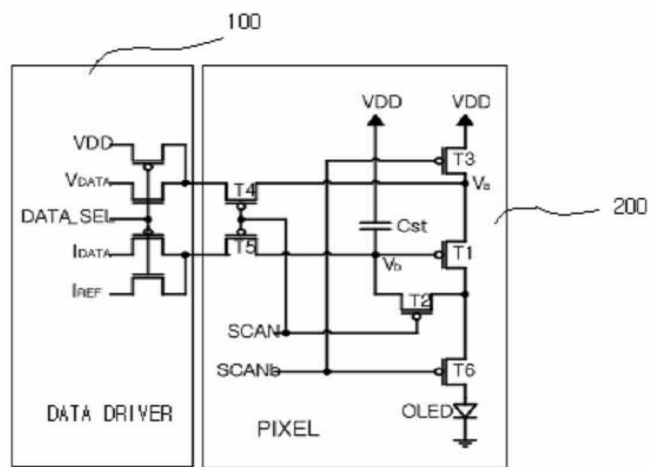 100
VDD VDD
VDD
T3
VDATA
T4
Va
200
DATA_SEL
Cst
T1
IDATA
T5
Vb
IREF
T2
SCAN
SCANb
T6
OLED
DATA DRIVER
PIXEL